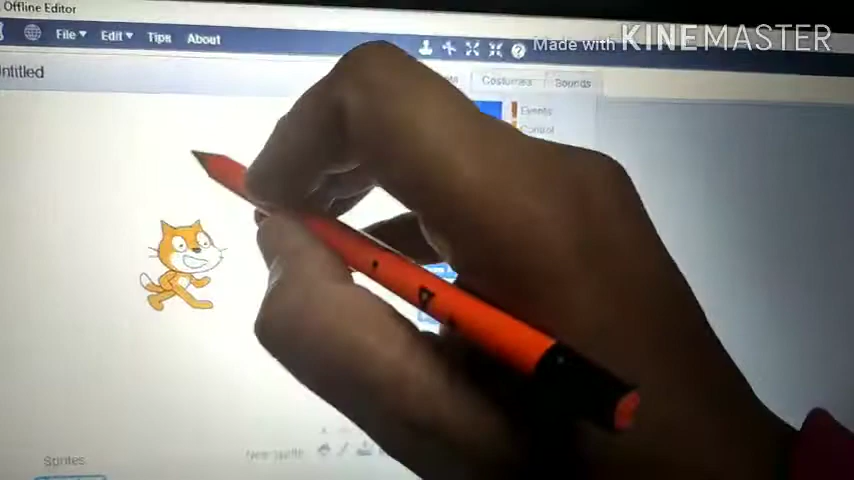 Offline Editor
File Edit Tips About
Made with KINEMASTER
ntitled
Costumes Sounds
Events
Control
Sprites
New sprite: